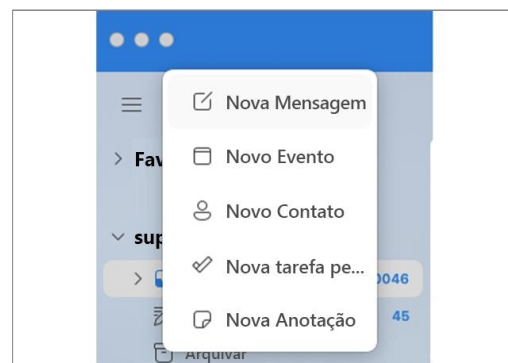 Nova Mensagem
Fav
Novo Evento
Novo Contato
sup
Nova tarefa pe...
0046
Nova Anotação
45
Arquivar